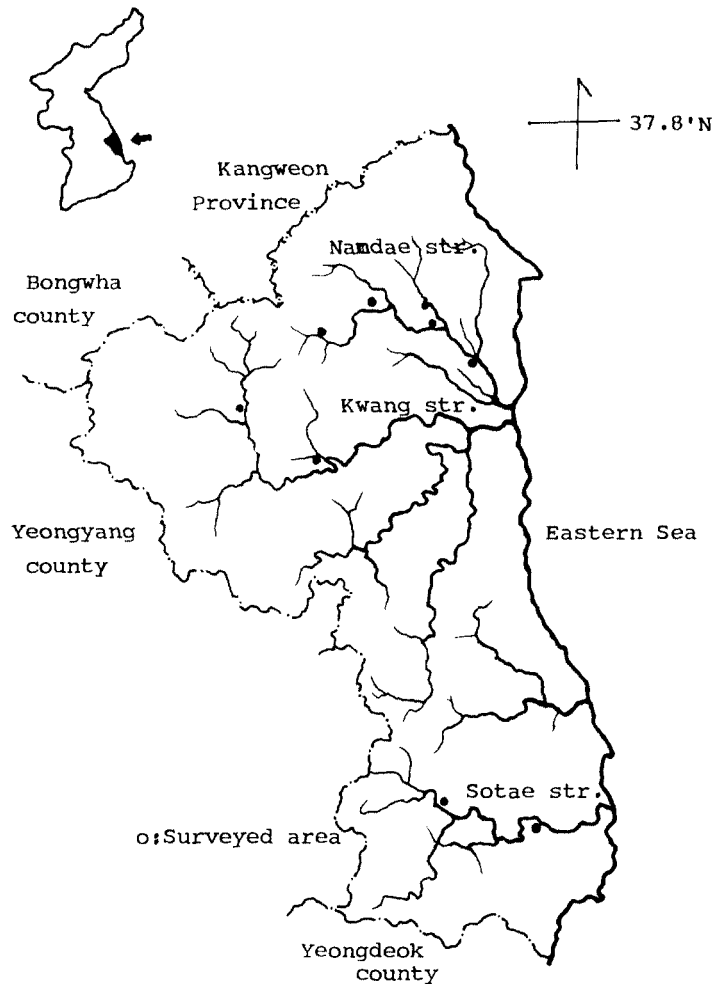 37.8'N
Kangweon
Province
Namdae str.
Bongwha
county
Kwang str.
Yeongyang
county
Eastern Sea
Sotae str.
o:Surveyed area
Yeongdeok
county